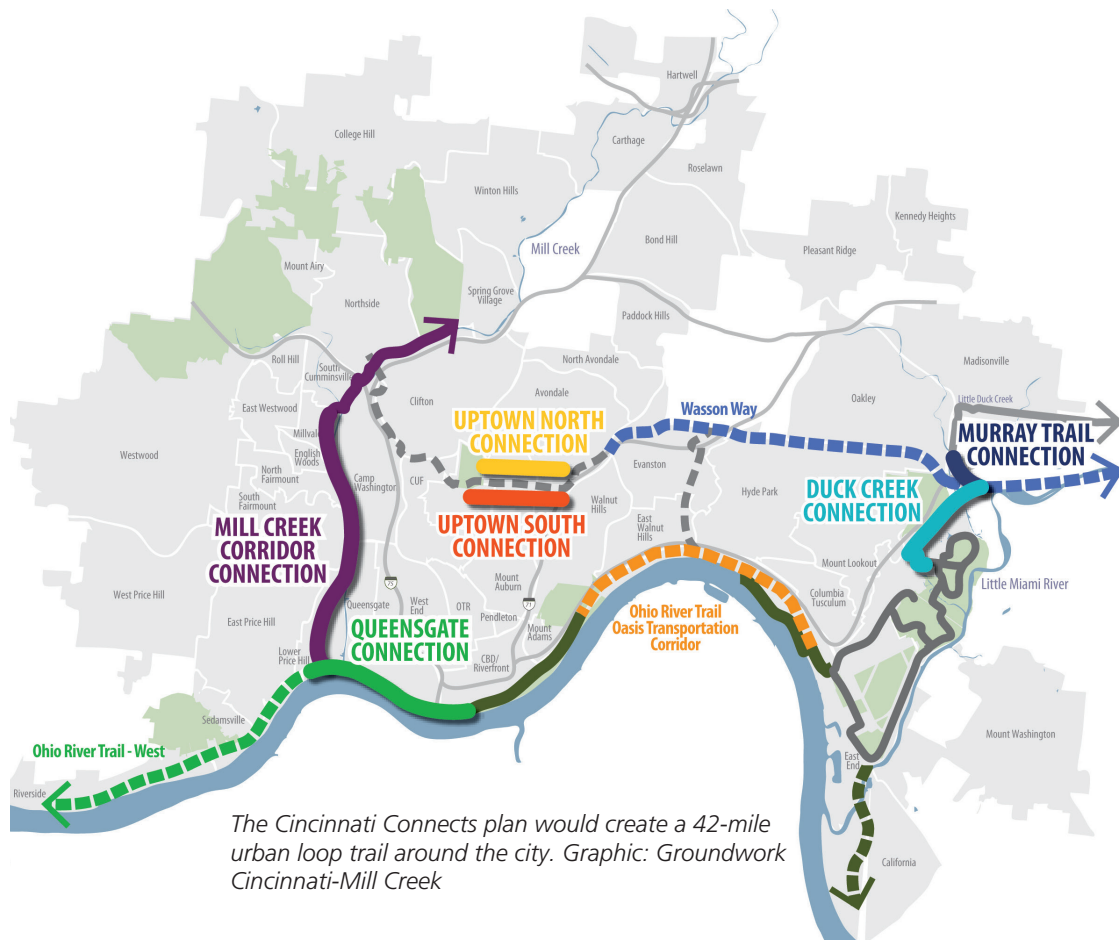 Hartwell
College Hill
Carthage
Roselawn
Winton Hills
Kennedy Heights
Mill Creek
Bond Hill
Pleasant Ridge
Mount Airy
Spring Grove
Village
Northside
Paddock Hills
Roll Hill
South
Cumminsville
North Avondale
Madisonville
Clifton
Avondale
Oakley
Little Duck Creek
East Westwood
Wasson Way
UPTOWN NORTH
CONNECTION
MURRAY TRAIL
CONNECTION
Millvale
English
Woods
Westwood
North
Fairmount
Camp
Washington
CUF
Evanston
Hyde Park
DUCK CREEK
CONNECTION
South
Fairmount
Walnut
Hills
UPTOWN SOUTH
CONNECTION
East
Walnut
Hills
MILL CREEK
CORRIDOR
CONNECTION
Mount Lookout
Mount
Auburn
75
Little Miami River
West Price Hill
Queensgate
West
End
OTR
71
Columbia
Tusculum
East Price Hill
Pendleton
Ohio River Trail
Oasis Transportation
Corridor
QUEENSGATE
CONNECTION
Mount
Adams
Lower
Price Hill
CBD/
Riverfront
Sedamsville
Mount Washington
Ohio River Trail - West
East
End
Riverside
The Cincinnati Connects plan would create a 42-mile
urban loop trail around the city. Graphic: Groundwork
Cincinnati-Mill Creek
California